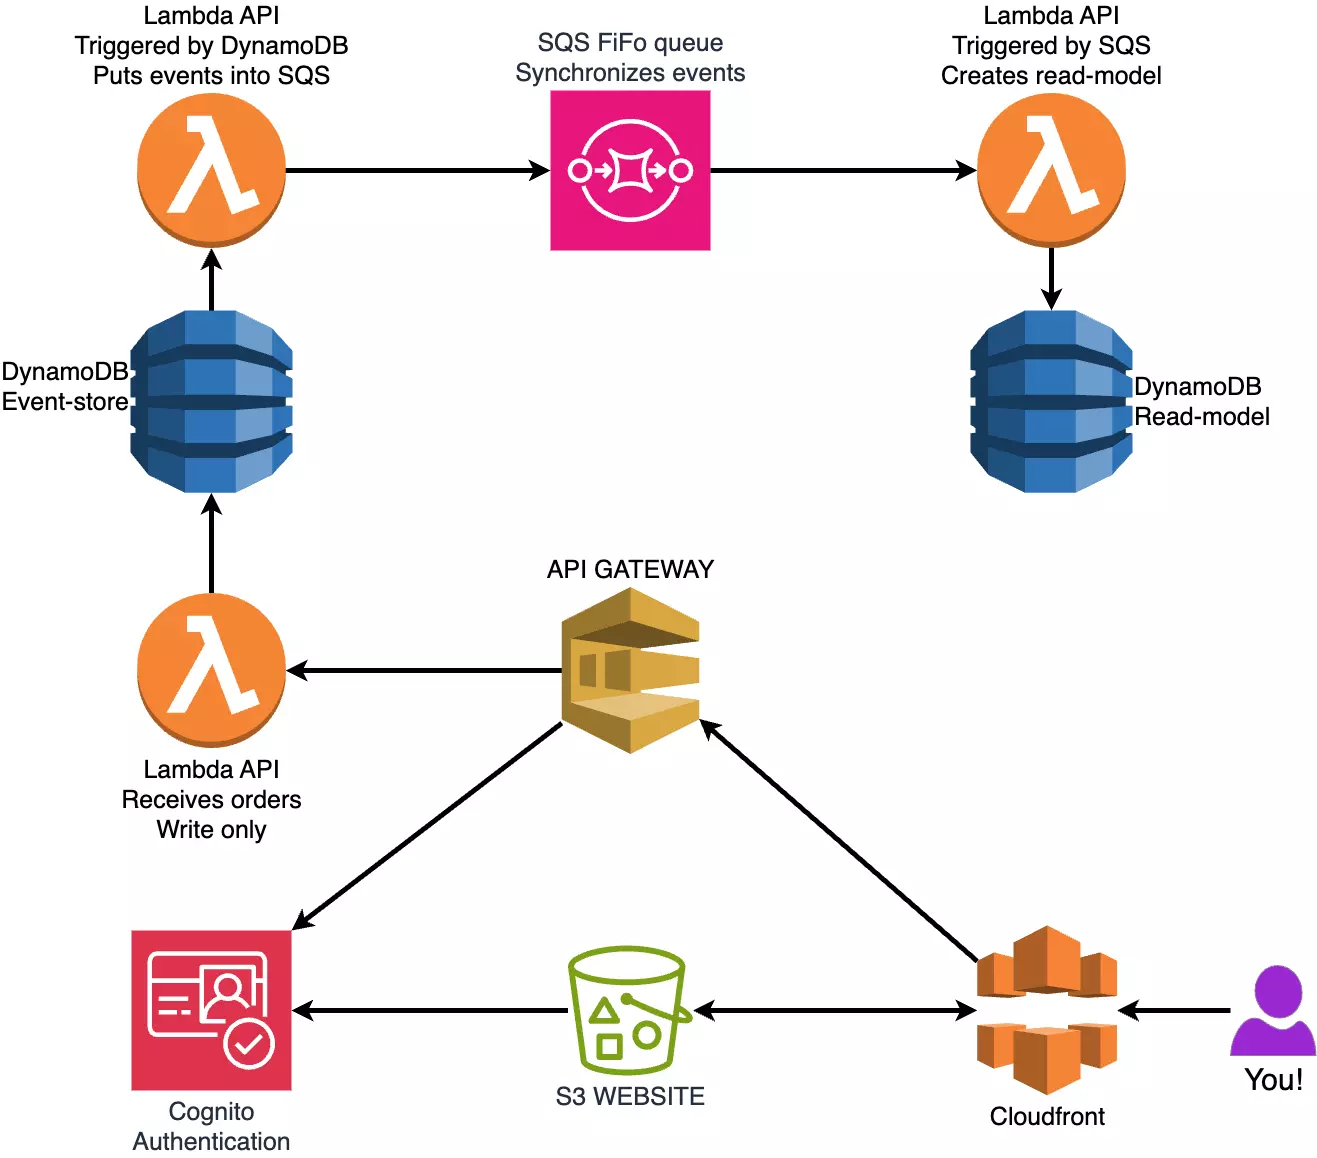 Lambda API
Triggered by DynamoDB
Puts events into SQS
SQS FiFo queue
Synchronizes events
Lambda API
Triggered by SQS
Creates read-model
DynamoDB
Event-store
DynamoDB
Read-model
API GATEWAY
Lambda API
Receives orders
Write only
Cognito
Authentication
S3 WEBSITE
Cloudfront
You!